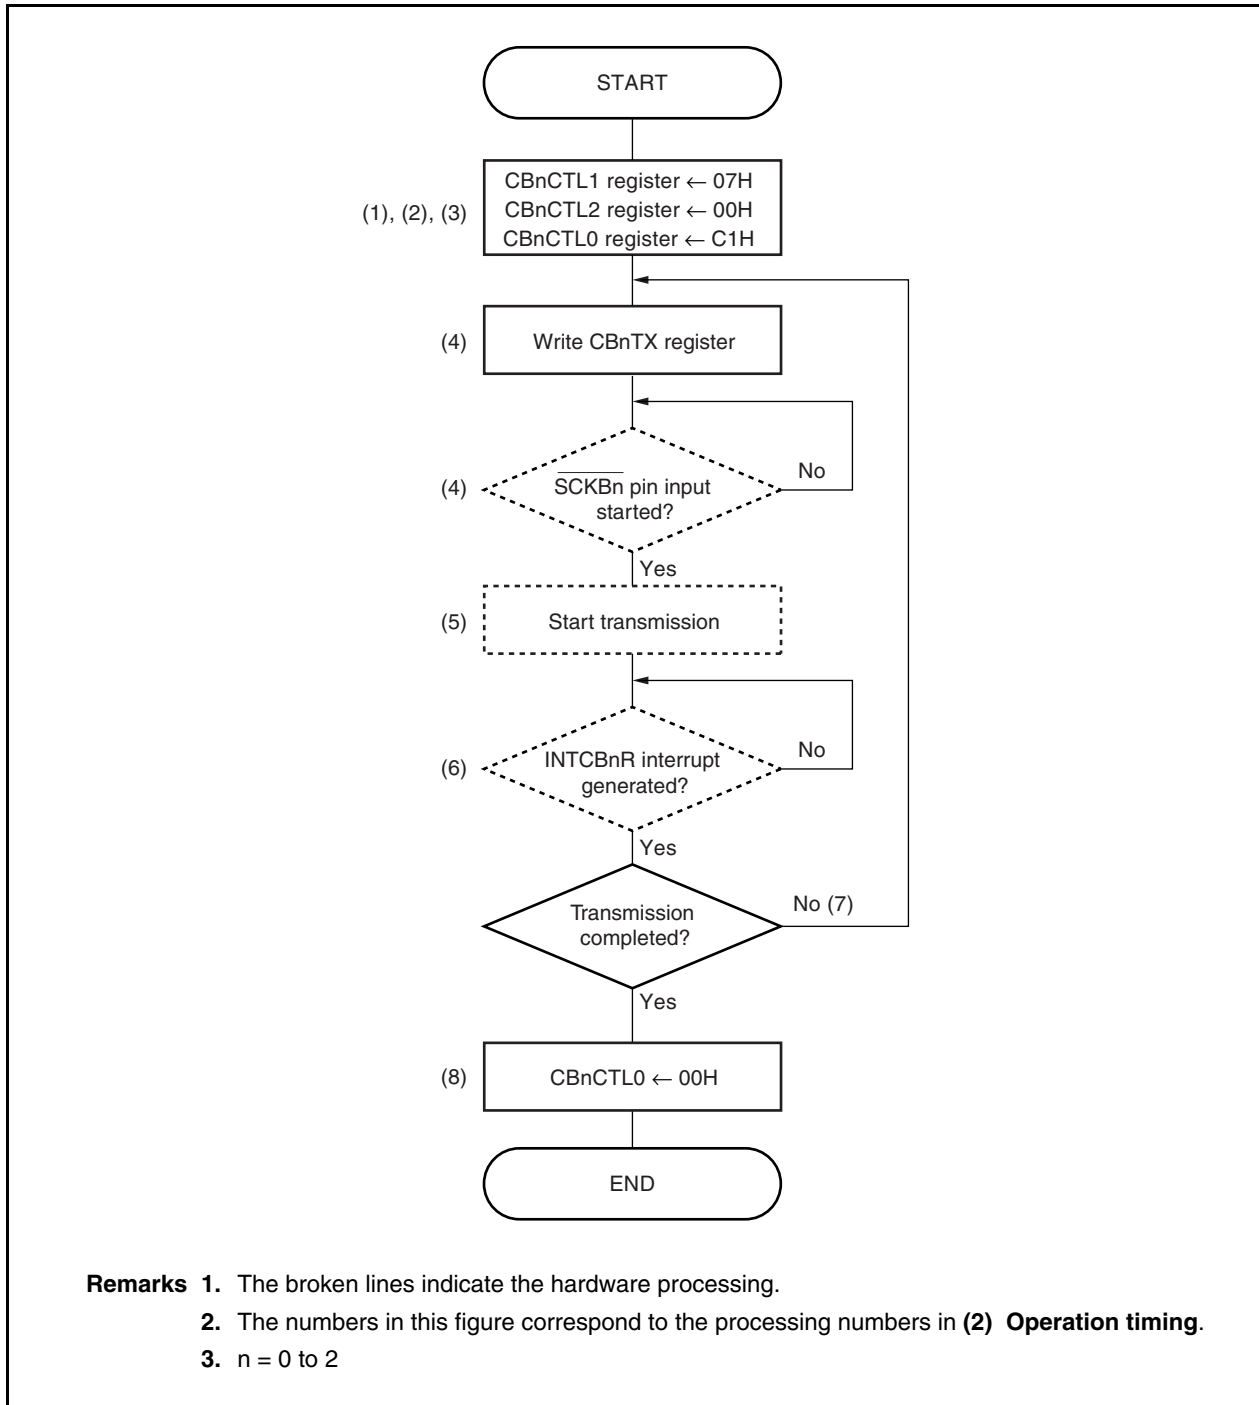 START
(1), (2), (3)
CBnCTL1 register ← 07H
CBnCTL2 register ← 00H
CBnCTL0 register ← C1H
(4)
Write CBnTX register
(4)
SCKBn pin input
started?
No
Yes
(5)
Start transmission
(6)
INTCBnR interrupt
generated?
No
Yes
Transmission
completed?
No (7)
Yes
(8)
CBnCTL0 ← 00H
END
Remarks 1. The broken lines indicate the hardware processing.
2. The numbers in this figure correspond to the processing numbers in (2) Operation timing.
3. n = 0 to 2